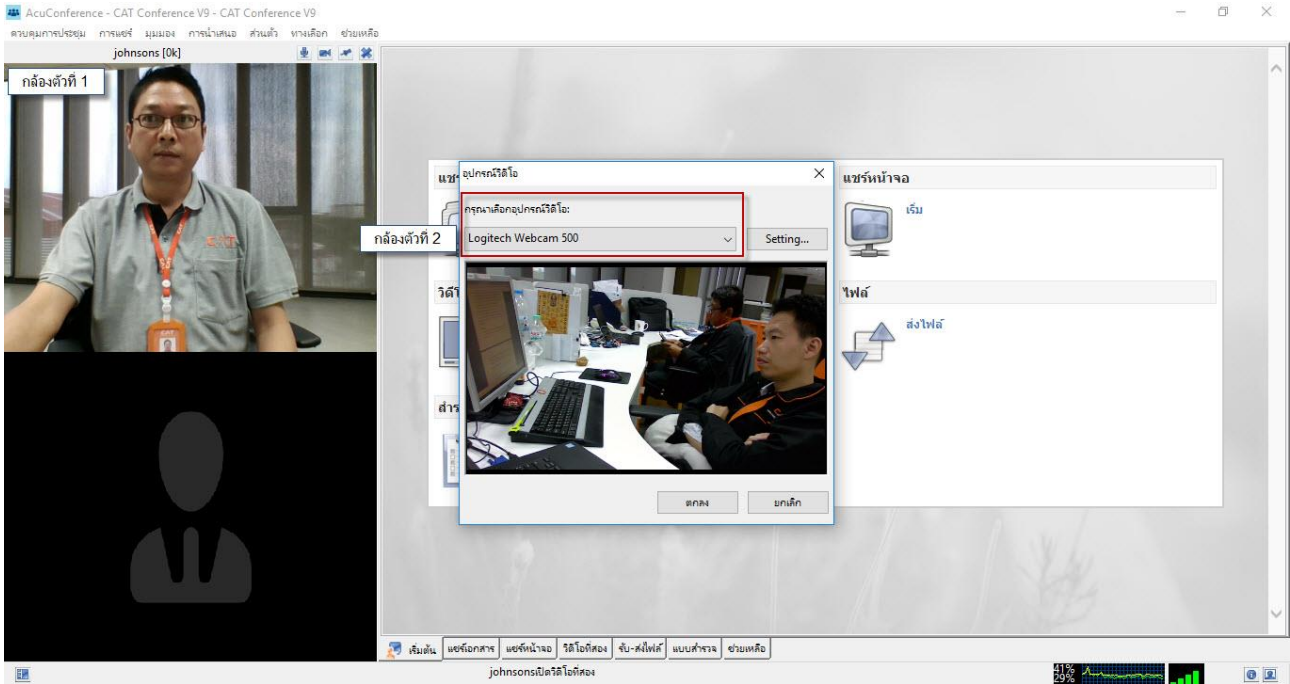 AcuConference - CAT Conference V9 - CAT Conference V9
ควบคุมการประชุม การแชร์ มุมมอง การนำเสนอ ส่วนตัว ทางเลือก ช่วยเหลือ
johnsons [0k]
กล้องตัวที่ 1
CAT
อุปกรณ์วิดิโอ
กรุณาเลือกอุปกรณ์วิดิโอ:
กล้องตัวที่ 2
Logitech Webcam 500
Setting...
ตกลง ยกเลิก
แชร์หน้าจอ
เริ่ม
ไฟล์
ส่งไฟล์
เริ่มต้น แชร์เอกสาร แชร์หน้าจอ วิดิโอที่สอง รับ-ส่งไฟล์ แบบสำรวจ ช่วยเหลือ
johnsonsเปิดวิดิโอที่สอง
41%
29%